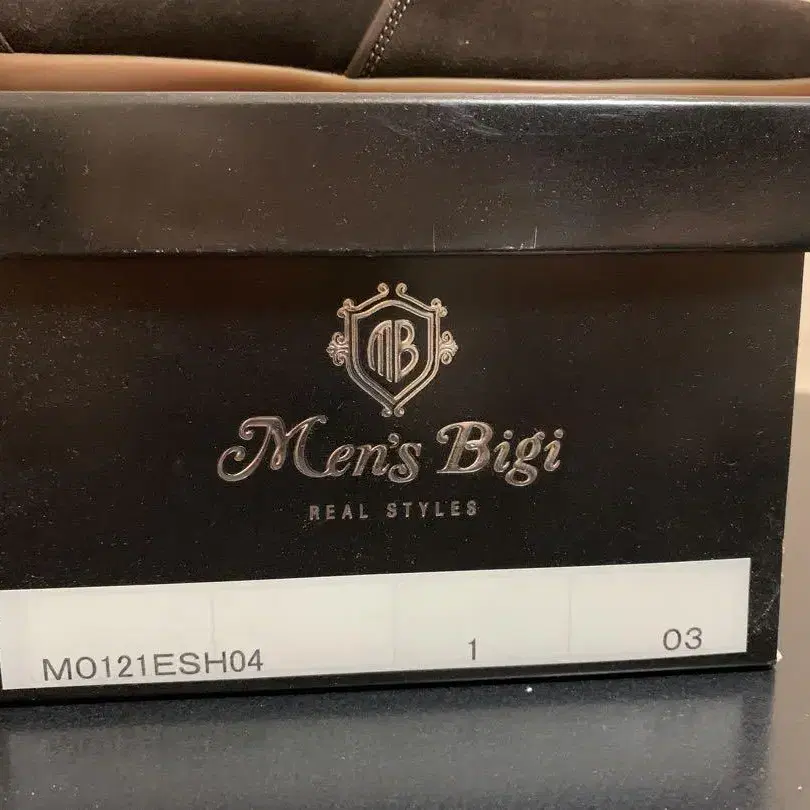 MB
Men's Bigi
REAL STYLES
MO121ESH04 1 03